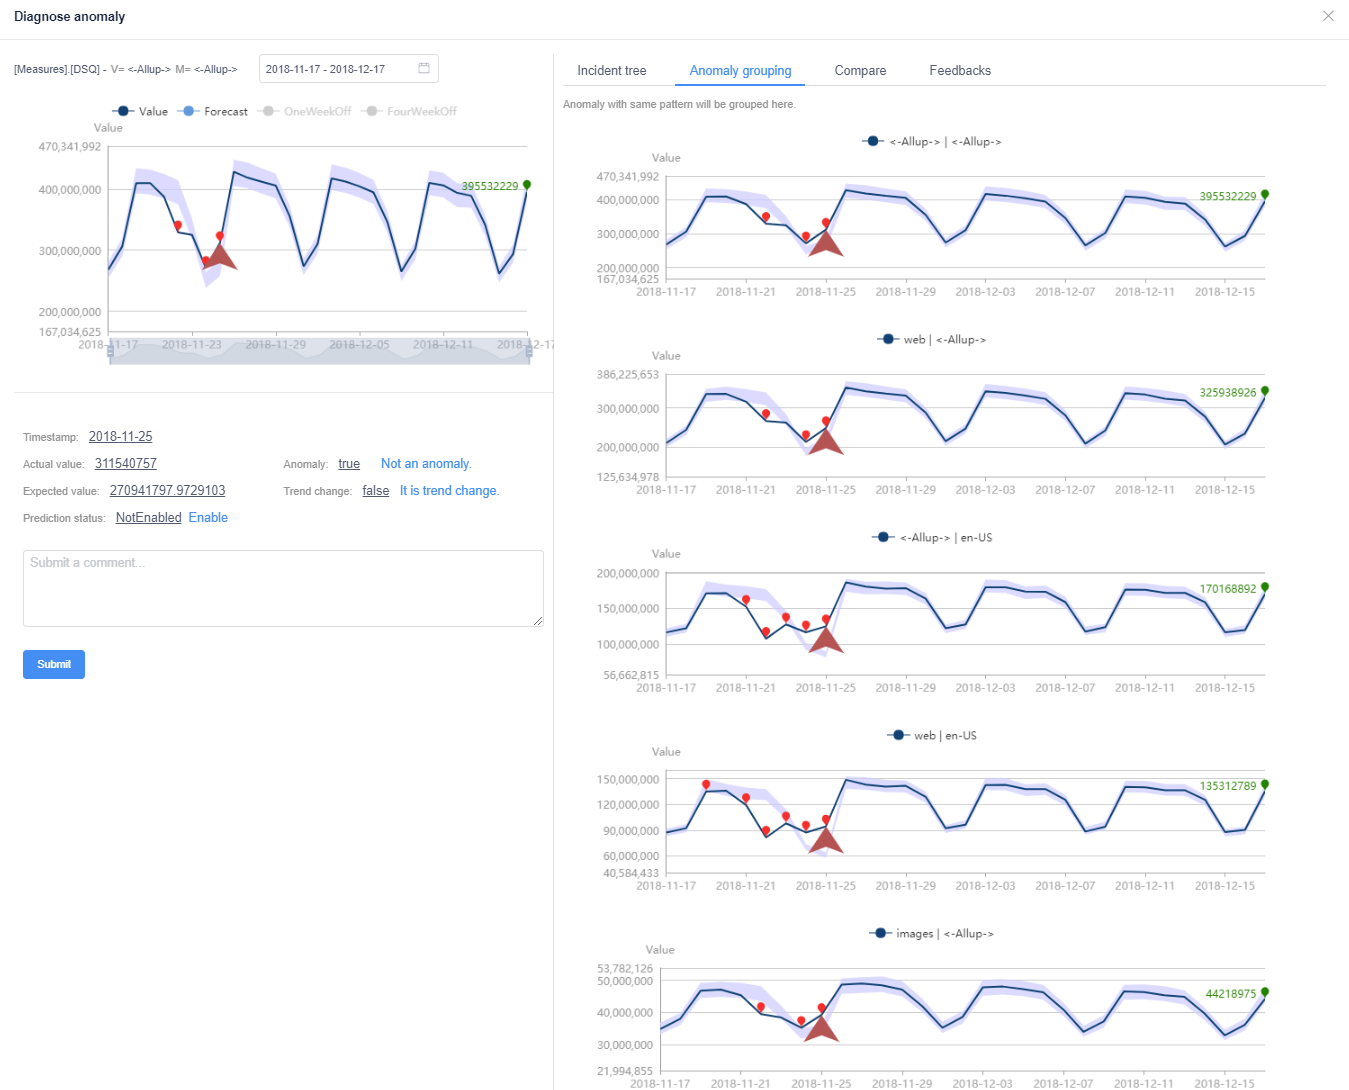 Diagnose anomaly
[Measures].[DSQ] - V= <-Allup-> M= <-Allup->
2018-11-17 - 2018-12-17
Value Forecast OneWeekOff FourWeekOff
Value
470,341,992
400,000,000
300,000,000
200,000,000
167,034,625
395532229
2018-11-17 2018-11-23 2018-11-29 2018-12-05 2018-12-11 2018-12-17
Timestamp: 2018-11-25
Actual value: 311540757
Anomaly: true Not an anomaly.
Expected value: 270941797.9729103
Trend change: false It is trend change.
Prediction status: NotEnabled Enable
Submit a comment...
Submit
Incident tree Anomaly grouping Compare Feedbacks
Anomaly with same pattern will be grouped here.
<-Allup-> | <-Allup->
Value
470,341,992
400,000,000
300,000,000
200,000,000
167,034,625
395532229
2018-11-17 2018-11-21 2018-11-25 2018-11-29 2018-12-03 2018-12-07 2018-12-11 2018-12-15
web | <-Allup->
Value
386,225,653
300,000,000
200,000,000
125,634,978
325938926
2018-11-17 2018-11-21 2018-11-25 2018-11-29 2018-12-03 2018-12-07 2018-12-11 2018-12-15
<-Allup-> | en-US
Value
200,000,000
150,000,000
100,000,000
56,662,815
170168892
2018-11-17 2018-11-21 2018-11-25 2018-11-29 2018-12-03 2018-12-07 2018-12-11 2018-12-15
web | en-US
Value
150,000,000
120,000,000
90,000,000
60,000,000
40,584,433
135312789
2018-11-17 2018-11-21 2018-11-25 2018-11-29 2018-12-03 2018-12-07 2018-12-11 2018-12-15
images | <-Allup->
Value
53,782,126
50,000,000
40,000,000
30,000,000
21,994,855
44218975
2018-11-17 2018-11-21 2018-11-25 2018-11-29 2018-12-03 2018-12-07 2018-12-11 2018-12-15